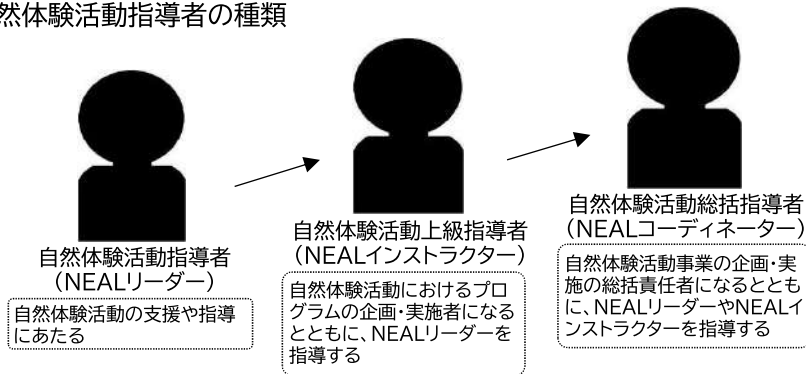 然体験活動指導者の種類
自然体験活動指導者
（NEALリーダー）
自然体験活動の支援や指導
にあたる
自然体験活動上級指導者
（NEALインストラクター）
自然体験活動におけるプロ
グラムの企画・実施者になる
とともに、NEALリーダーを
指導する
自然体験活動総括指導者
（NEALコーディネーター）
自然体験活動事業の企画・実
施の総括責任者になるととも
に、NEALリーダーやNEALイ
ンストラクターを指導する